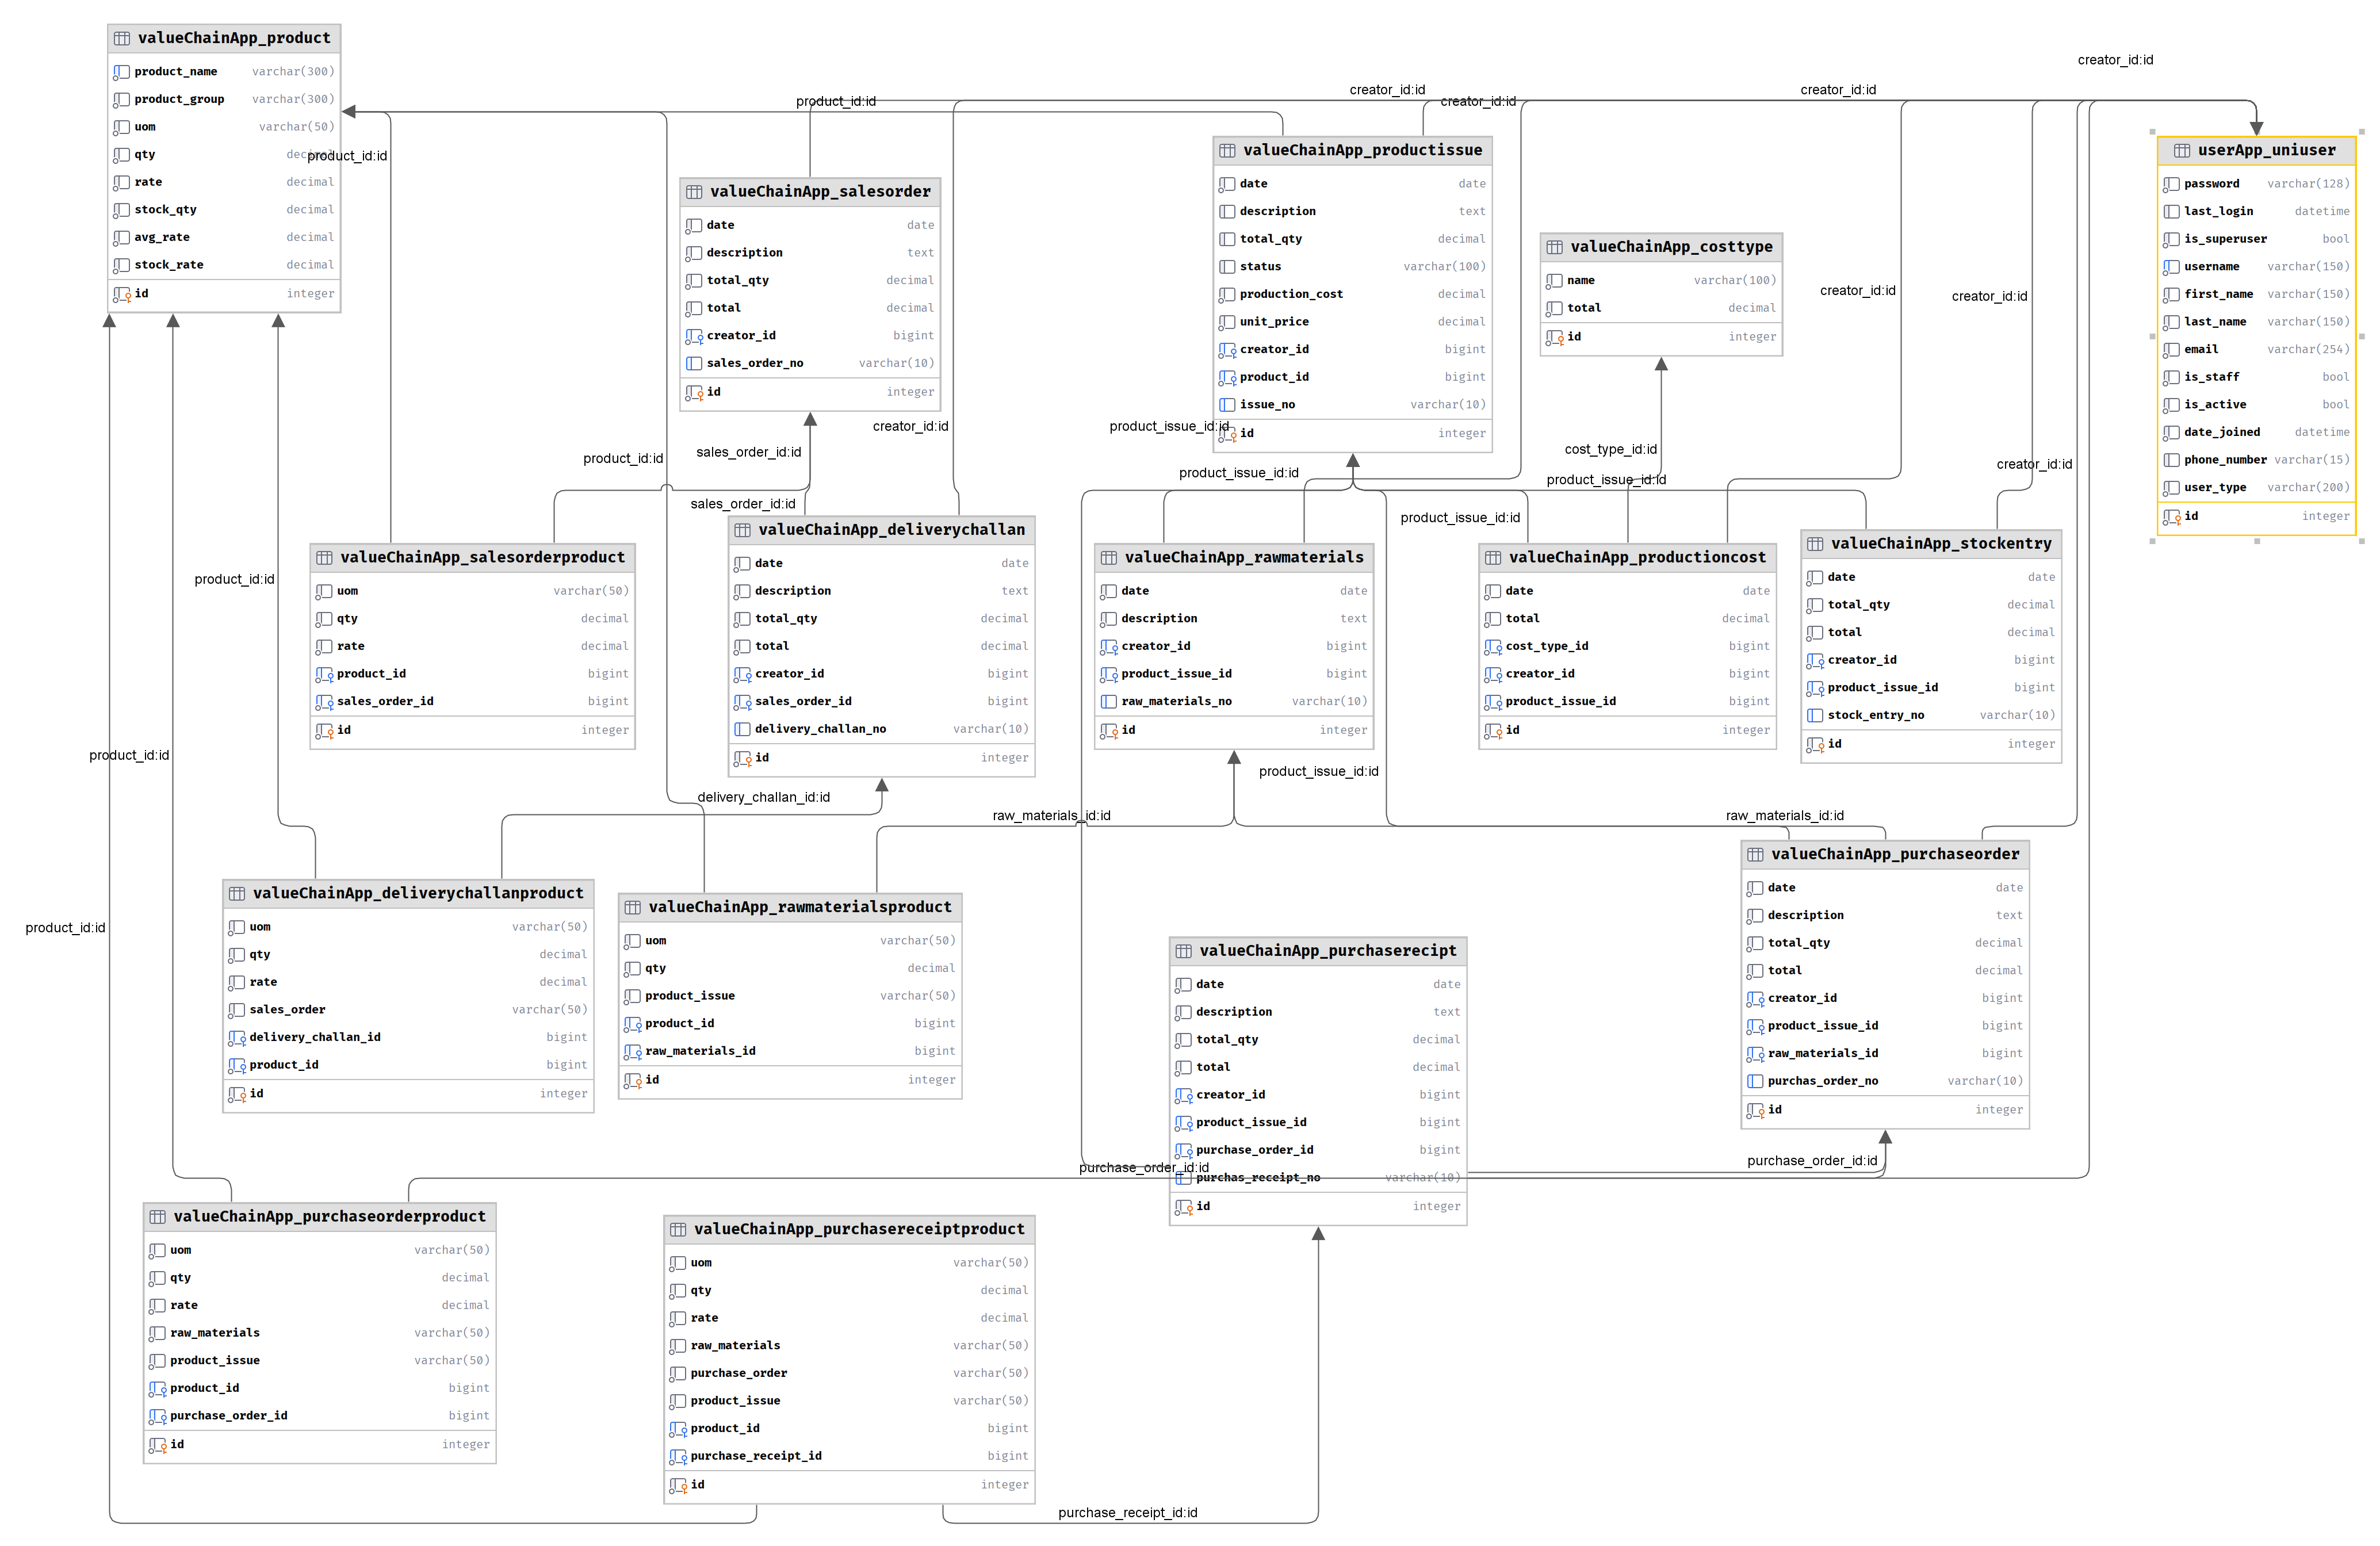 valueChainApp_product
product_name varchar(300)
product_group varchar(300)
uom varchar(50)
qty decimal
rate decimal
stock_qty decimal
avg_rate decimal
stock_rate decimal
id integer
product_id:id
product_id:id
creator_id:id
creator_id:id
creator_id:id
creator_id:id
valueChainApp_salesorder
date date
description text
total_qty decimal
total decimal
creator_id bigint
sales_order_no varchar(10)
id integer
valueChainApp_productissue
date date
description text
total_qty decimal
status varchar(100)
production_cost decimal
unit_price decimal
creator_id bigint
product_id bigint
issue_no varchar(10)
id integer
valueChainApp_costtype
name varchar(100)
total decimal
id integer
userApp_uniuser
password varchar(128)
last_login datetime
is_superuser bool
username varchar(150)
first_name varchar(150)
last_name varchar(150)
email varchar(254)
is_staff bool
is_active bool
date_joined datetime
phone_number varchar(15)
user_type varchar(200)
id integer
creator_id:id
creator_id:id
creator_id:id
creator_id:id
product_id:id
sales_order_id:id
sales_order_id:id
product_issue_id:id
product_issue_id:id
cost_type_id:id
product_issue_id:id
product_issue_id:id
product_id:id
valueChainApp_salesorderproduct
uom varchar(50)
qty decimal
rate decimal
product_id bigint
sales_order_id bigint
id integer
valueChainApp_deliverychallan
date date
description text
total_qty decimal
total decimal
creator_id bigint
sales_order_id bigint
delivery_challan_no varchar(10)
id integer
valueChainApp_rawmaterials
date date
description text
creator_id bigint
product_issue_id bigint
raw_materials_no varchar(10)
id integer
valueChainApp_productioncost
date date
total decimal
cost_type_id bigint
creator_id bigint
product_issue_id bigint
id integer
valueChainApp_stockentry
date date
total_qty decimal
total decimal
creator_id bigint
product_issue_id bigint
stock_entry_no varchar(10)
id integer
product_id:id
product_issue_id:id
delivery_challan_id:id
raw_materials_id:id
raw_materials_id:id
product_id:id
valueChainApp_deliverychallanproduct
uom varchar(50)
qty decimal
rate decimal
sales_order varchar(50)
delivery_challan_id bigint
product_id bigint
id integer
valueChainApp_rawmaterialsproduct
uom varchar(50)
qty decimal
product_issue varchar(50)
product_id bigint
raw_materials_id bigint
id integer
valueChainApp_purchasereceipt
date date
description text
total_qty decimal
total decimal
creator_id bigint
product_issue_id bigint
purchase_order_id bigint
purchas_receipt_no varchar(10)
id integer
valueChainApp_purchaseorder
date date
description text
total_qty decimal
total decimal
creator_id bigint
product_issue_id bigint
raw_materials_id bigint
purchas_order_no varchar(10)
id integer
purchase_order_id:id
purchase_order_id:id
valueChainApp_purchaseorderproduct
uom varchar(50)
qty decimal
rate decimal
raw_materials varchar(50)
product_issue varchar(50)
product_id bigint
purchase_order_id bigint
id integer
valueChainApp_purchasereceiptproduct
uom varchar(50)
qty decimal
rate decimal
raw_materials varchar(50)
purchase_order varchar(50)
product_issue varchar(50)
product_id bigint
purchase_receipt_id bigint
id integer
purchase_receipt_id:id